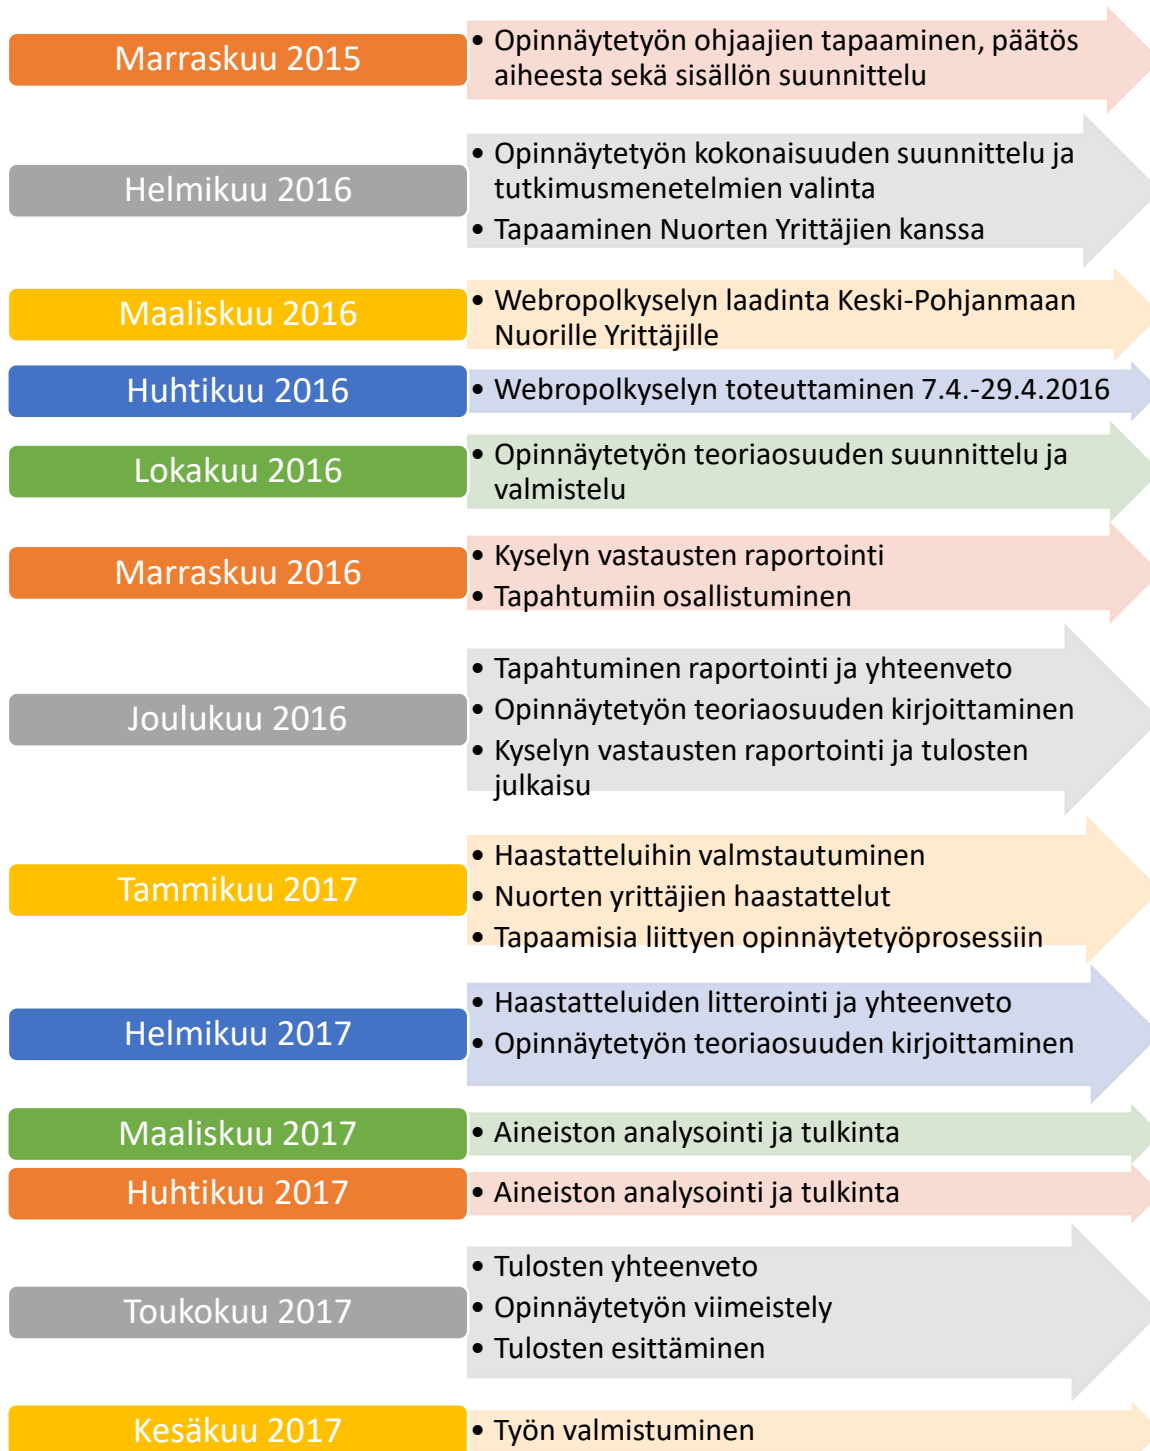 Marraskuu 2015
• Opinnäytetyön ohjaajien tapaaminen, päätös
aiheesta sekä sisällön suunnittelu
Helmikuu 2016
• Opinnäytetyön kokonaisuuden suunnittelu ja
tutkimusmenetelmien valinta
• Tapaaminen Nuorten Yrittäjien kanssa
Maaliskuu 2016
• Webropolkyselyn laadinta Keski-Pohjanmaan
Nuorille Yrittäjille
Huhtikuu 2016
• Webropolkyselyn toteuttaminen 7.4.-29.4.2016
Lokakuu 2016
• Opinnäytetyön teoriaosuuden suunnittelu ja
valmistelu
Marraskuu 2016
• Kyselyn vastausten raportointi
• Tapahtumiin osallistuminen
Joulukuu 2016
• Tapahtuminen raportointi ja yhteenveto
• Opinnäytetyön teoriaosuuden kirjoittaminen
• Kyselyn vastausten raportointi ja tulosten
julkaisu
Tammikuu 2017
• Haastatteluihin valmstautuminen
• Nuorten yrittäjien haastattelut
• Tapaamisia liittyen opinnäytetyöprosessiin
Helmikuu 2017
• Haastatteluiden litterointi ja yhteenveto
• Opinnäytetyön teoriaosuuden kirjoittaminen
Maaliskuu 2017
• Aineiston analysointi ja tulkinta
Huhtikuu 2017
• Aineiston analysointi ja tulkinta
Toukokuu 2017
• Tulosten yhteenveto
• Opinnäytetyön viimeistely
• Tulosten esittäminen
Kesäkuu 2017
• Työn valmistuminen